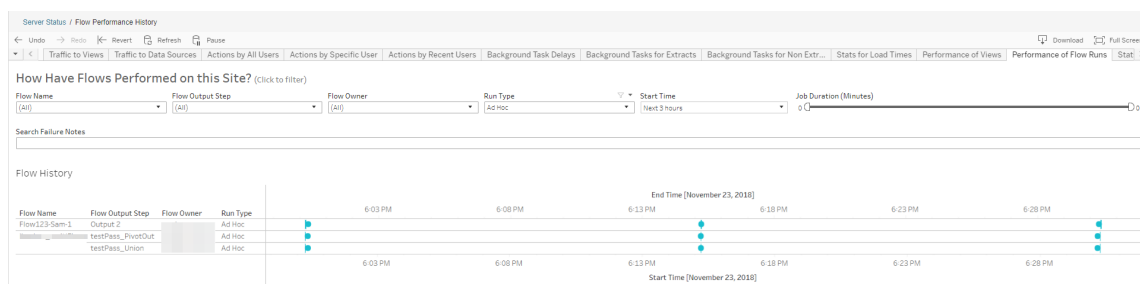 Server Status / Flow Performance History
Undo Redo Revert Refresh Pause Download Full Screen
Traffic to Views Traffic to Data Sources Actions by All Users Actions by Specific User Actions by Recent Users Background Task Delays Background Tasks for Extracts Background Tasks for Non Extr... Stats for Load Times Performance of Views Performance of Flow Runs Stat
How Have Flows Performed on this Site? (Click to filter)
Flow Name Flow Output Step Flow Owner Run Type Start Time Job Duration (Minutes)
(All) (All) (All) Ad Hoc Next 3 hours 0 0
Search Failure Notes
Flow History
End Time [November 23, 2018]
6:03 PM 6:08 PM 6:13 PM 6:18 PM 6:23 PM 6:28 PM
Flow Name Flow Output Step Flow Owner Run Type
Flow123-Sam-1 Output 2 Ad Hoc
testPass_PivotOut Ad Hoc
testPass_Union Ad Hoc
6:03 PM 6:08 PM 6:13 PM 6:18 PM 6:23 PM 6:28 PM
Start Time [November 23, 2018]